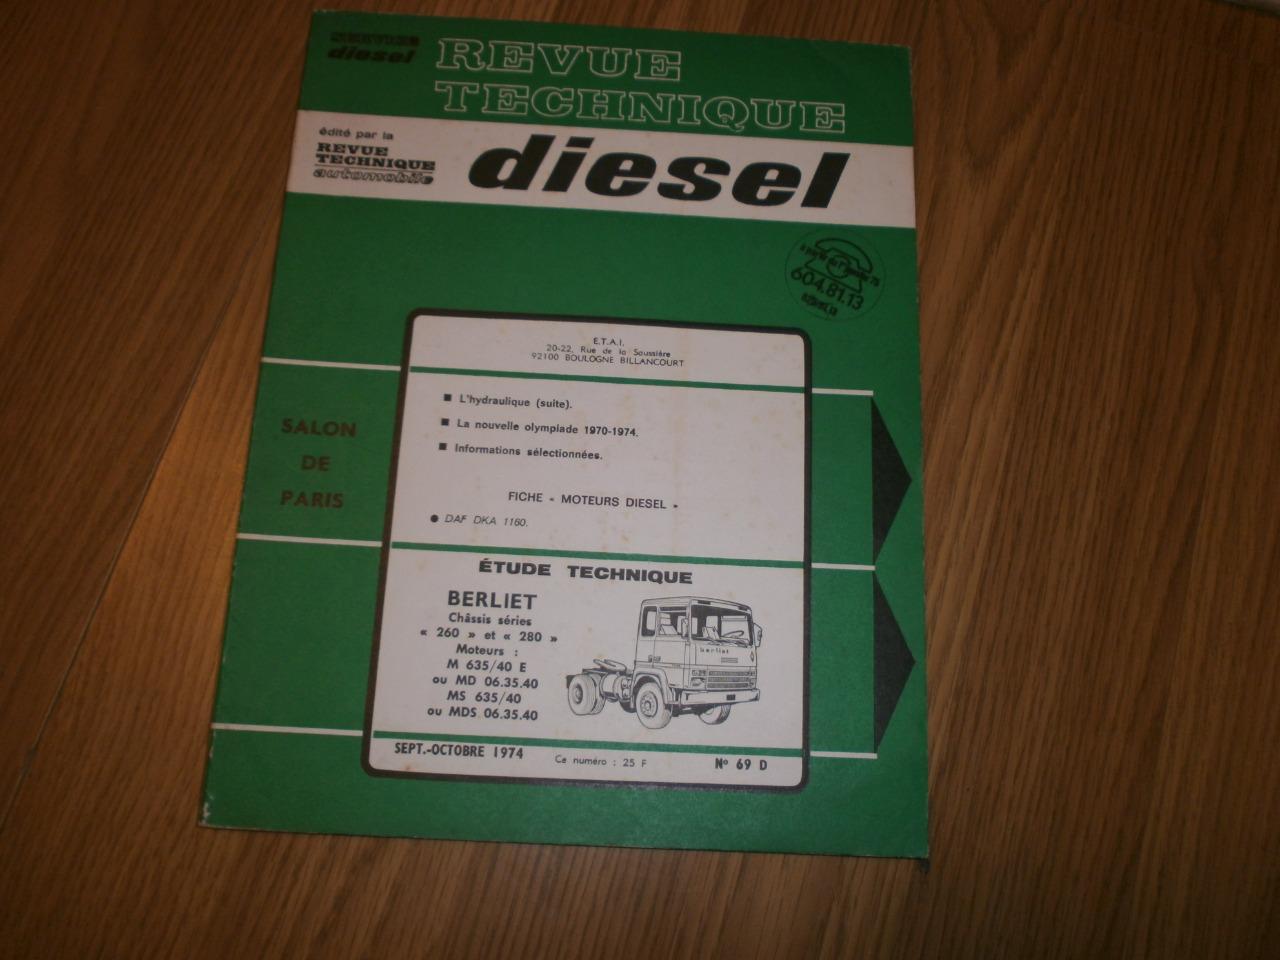 SERVICE
diesel
REVUE
TECHNIQUE
édité par la
REVUE
TECHNIQUE
automobile
diesel
604.81.13
E.T.A.I.
20-22, Rue de la Saussière
92100 BOULOGNE BILLANCOURT
■ L'hydraulique (suite).
■ La nouvelle olympiade 1970-1974.
■ Informations sélectionnées.
SALON
DE
PARIS
FICHE « MOTEURS DIESEL »
● DAF DKA 1160.
ÉTUDE TECHNIQUE
BERLIET
Châssis séries
« 260 » et « 280 »
Moteurs :
M 635/40 E
ou MD 06.35.40
MS 635/40
ou MDS 06.35.40
berliet
SEPT.-OCTOBRE 1974
Ce numéro : 25 F
Nº 69 D